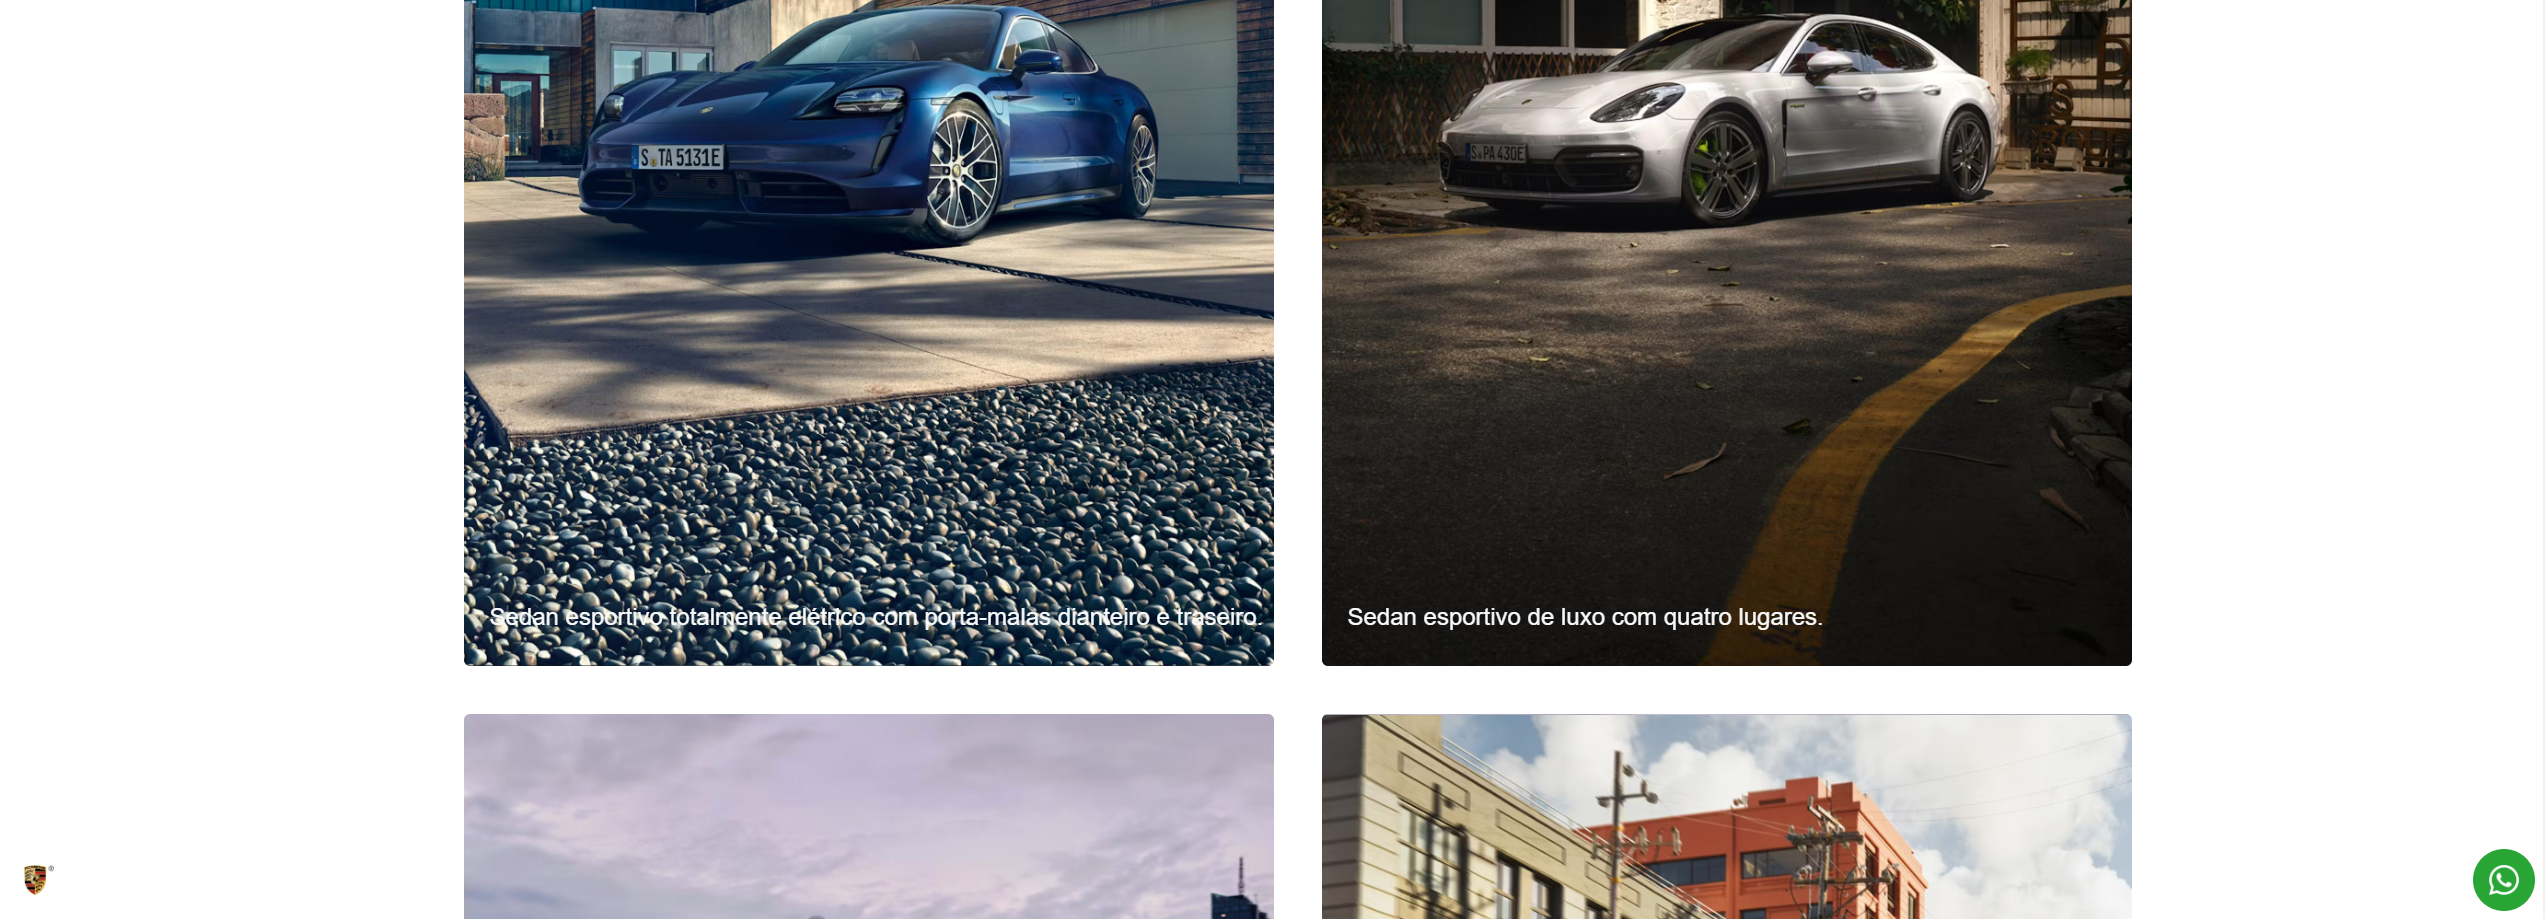 S TA 5131E
S PA 430E
Sedan esportivo totalmente elétrico com porta-malas dianteiro e traseiro.
Sedan esportivo de luxo com quatro lugares.